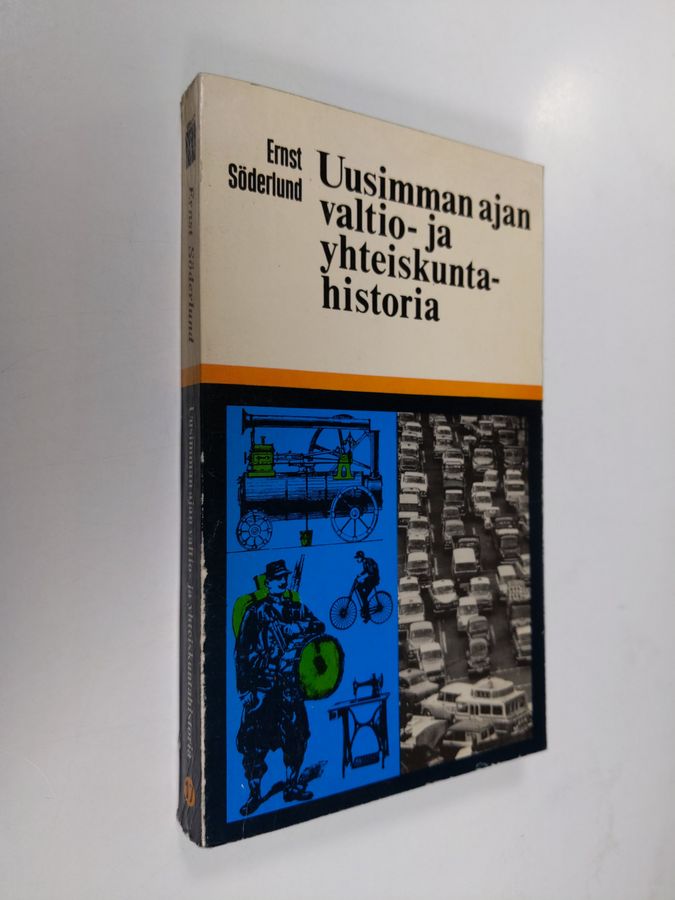 Ernst
Söderlund
Uusimman ajan
valtio- ja
yhteiskunta-
historia
Ernst Söderlund
Uusimman ajan valtio- ja yhteiskuntahistoria